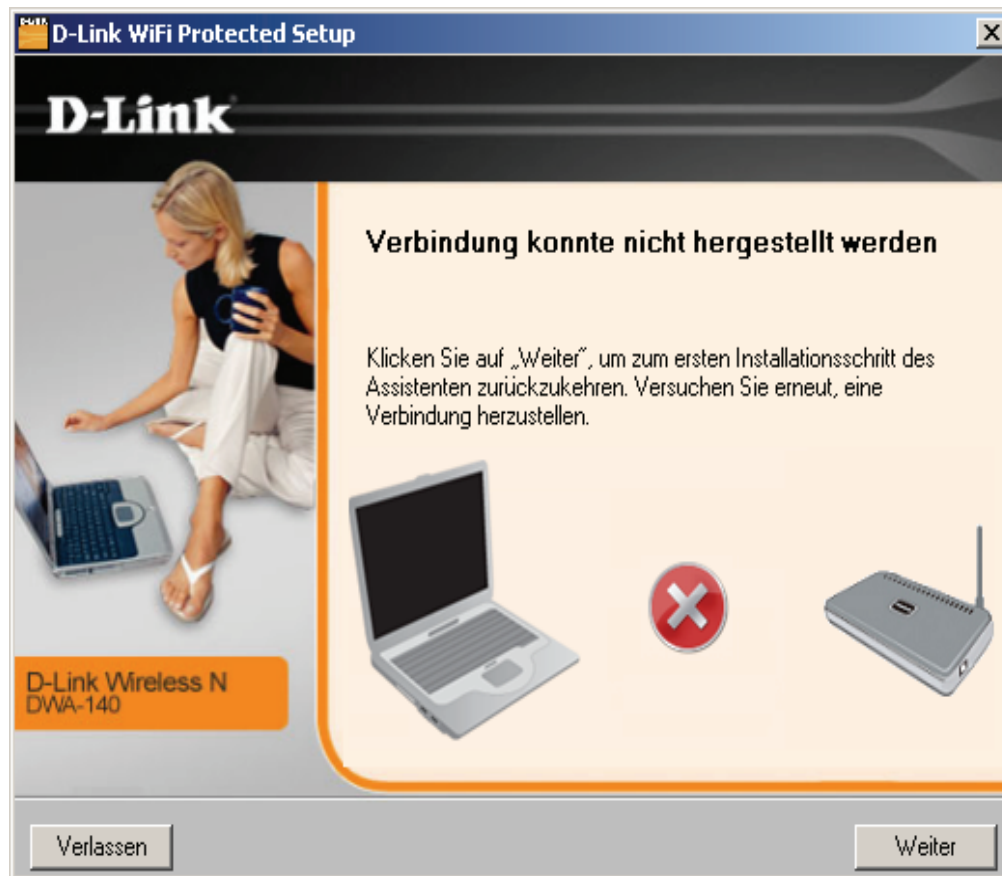 D-Link WiFi Protected Setup
D-Link
Verbindung konnte nicht hergestellt werden
Klicken Sie auf „Weiter", um zum ersten Installationsschritt des
Assistenten zurückzukehren. Versuchen Sie erneut, eine
Verbindung herzustellen.
D-Link Wireless N
DWA-140
Verlassen
Weiter